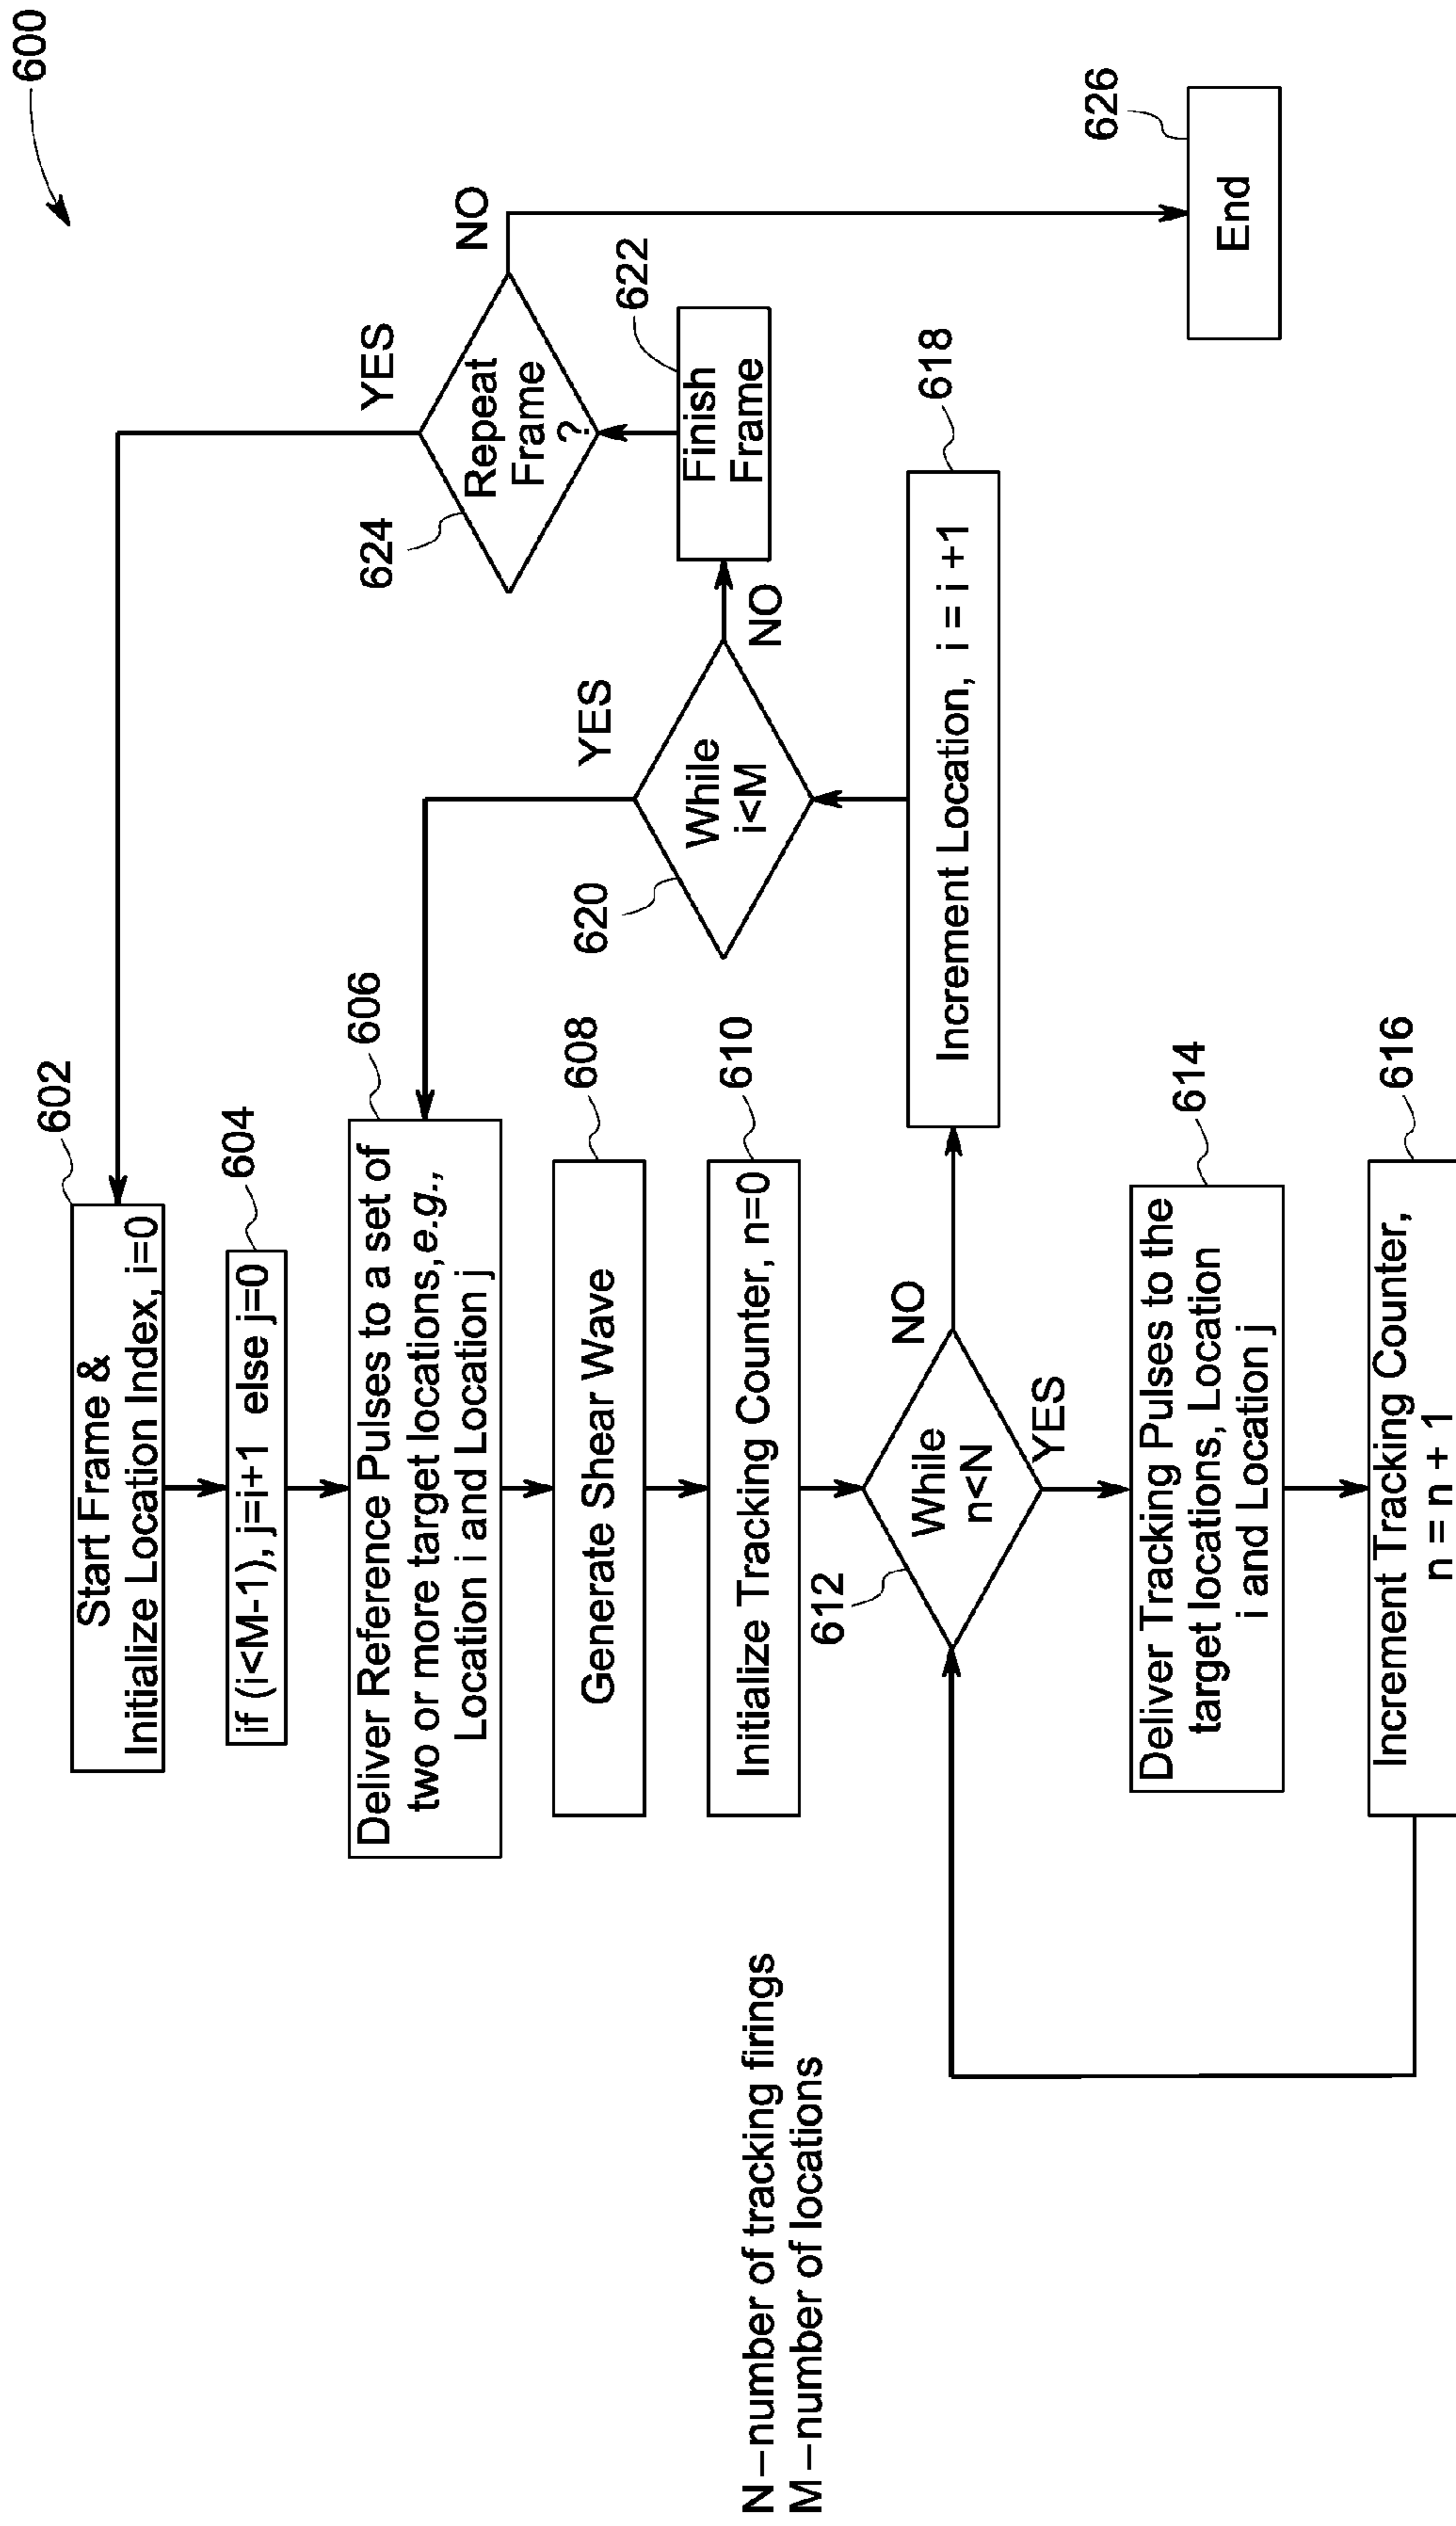 600
602
Start Frame &
Initialize Location Index, i=0
604
if (i<M-1), j=i+1 else j=0
606
Deliver Reference Pulses to a set of
two or more target locations, e.g.,
Location i and Location j
608
Generate Shear Wave
610
Initialize Tracking Counter, n=0
612
While
n<N
NO
YES
614
Deliver Tracking Pulses to the
target locations, Location
i and Location j
616
Increment Tracking Counter,
n = n + 1
618
Increment Location, i = i +1
620
While
i<M
YES
NO
622
Finish
Frame
624
Repeat
Frame
?
YES
NO
626
End
N – number of tracking firings
M – number of locations